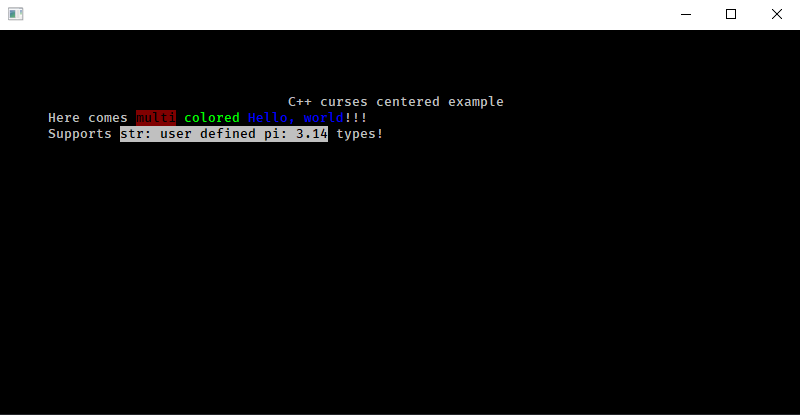 C++ curses centered example
Here comes multi colored Hello, world!!!
Supports str: user defined pi: 3.14 types!